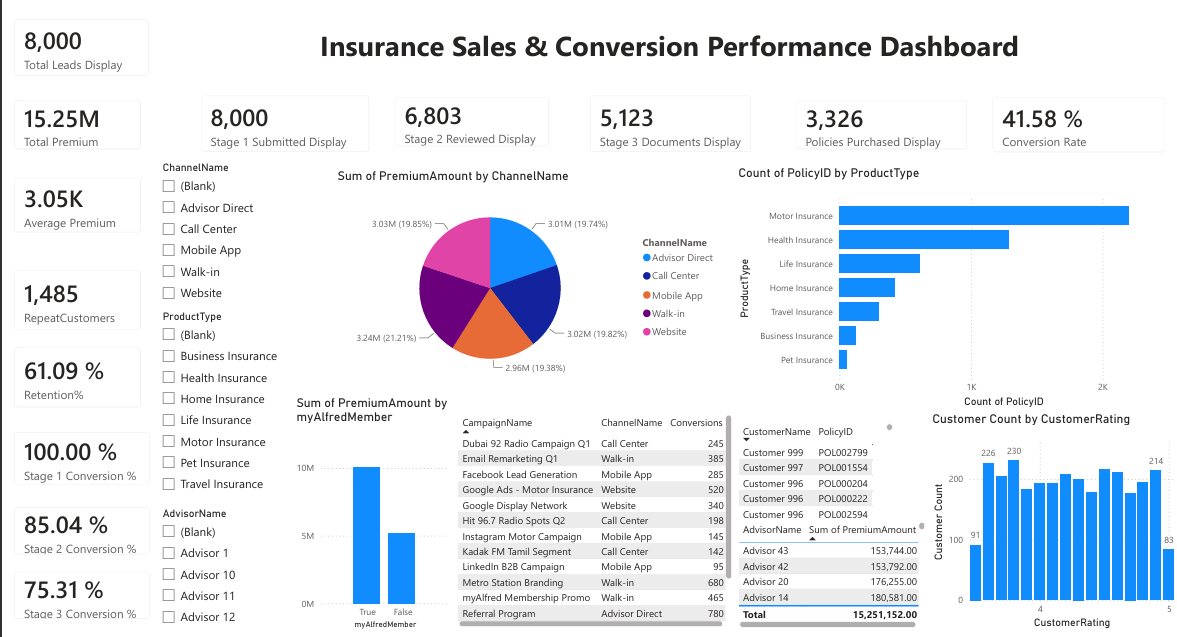 8,000
Total Leads Display
Insurance Sales & Conversion Performance Dashboard
15.25M
Total Premium
8,000
Stage 1 Submitted Display
6,803
Stage 2 Reviewed Display
5,123
Stage 3 Documents Display
3,326
Policies Purchased Display
41.58 %
Conversion Rate
3.05K
Average Premium
1,485
RepeatCustomers
61.09 %
Retention%
100.00 %
Stage 1 Conversion %
85.04 %
Stage 2 Conversion %
75.31 %
Stage 3 Conversion %
ChannelName
(Blank)
Advisor Direct
Call Center
Mobile App
Walk-in
Website
ProductType
(Blank)
Business Insurance
Health Insurance
Home Insurance
Life Insurance
Motor Insurance
Pet Insurance
Travel Insurance
AdvisorName
(Blank)
Advisor 1
Advisor 10
Advisor 11
Advisor 12
Sum of PremiumAmount by ChannelName
3.03M (19.85%)
3.01M (19.74%)
3.24M (21.21%)
3.02M (19.82%)
2.96M (19.38%)
ChannelName
Advisor Direct
Call Center
Mobile App
Walk-in
Website
Count of PolicyID by ProductType
ProductType
Motor Insurance
Health Insurance
Life Insurance
Home Insurance
Travel Insurance
Business Insurance
Pet Insurance
0K 1K 2K
Count of PolicyID
Sum of PremiumAmount by
myAlfredMember
10M
5M
0M
True False
myAlfredMember
CampaignName ChannelName Conversions
Dubai 92 Radio Campaign Q1 Call Center 245
Email Remarketing Q1 Walk-in 385
Facebook Lead Generation Mobile App 285
Google Ads - Motor Insurance Website 520
Google Display Network Website 340
Hit 96.7 Radio Spots Q2 Call Center 198
Instagram Motor Campaign Mobile App 145
Kadak FM Tamil Segment Call Center 142
LinkedIn B2B Campaign Mobile App 95
Metro Station Branding Walk-in 680
myAlfred Membership Promo Walk-in 465
Referral Program Advisor Direct 780
CustomerName PolicyID
Customer 999 POL002799
Customer 997 POL001554
Customer 996 POL000204
Customer 996 POL000222
Customer 996 POL002594
AdvisorName Sum of PremiumAmount
Advisor 43 153,744.00
Advisor 42 153,792.00
Advisor 20 176,255.00
Advisor 14 180,581.00
Total 15,251,152.00
Customer Count by CustomerRating
Customer Count
200
100
0
91
226
230
214
83
4 5
CustomerRating